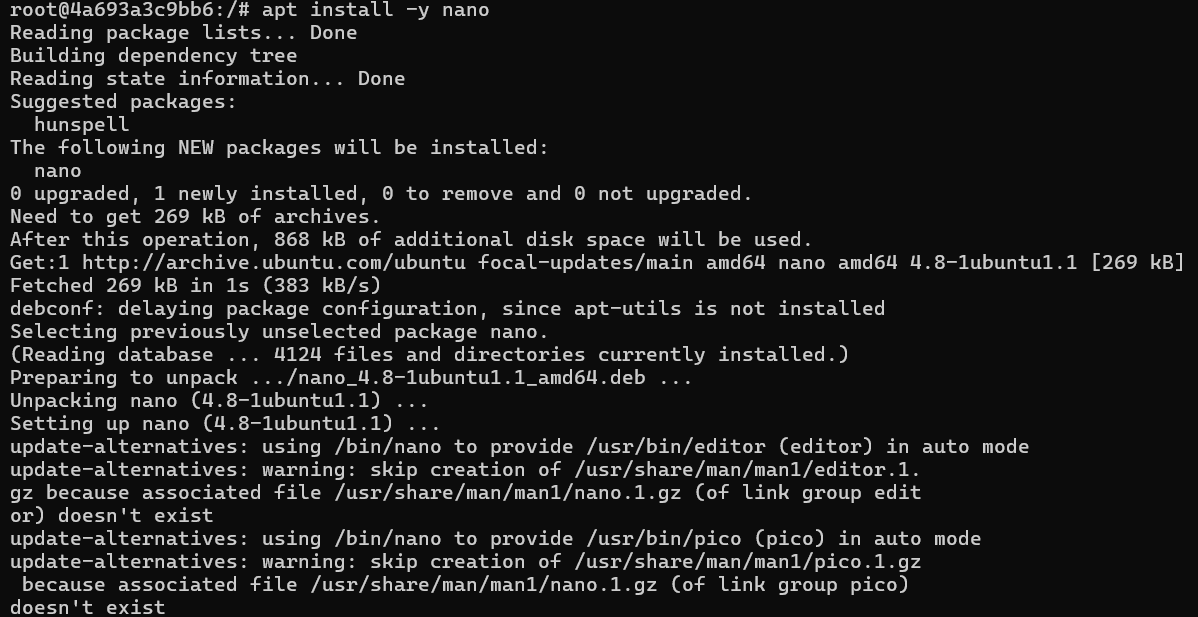 root@4a693a3c9bb6:/# apt install -y nano
Reading package lists... Done
Building dependency tree
Reading state information... Done
Suggested packages:
  hunspell
The following NEW packages will be installed:
  nano
0 upgraded, 1 newly installed, 0 to remove and 0 not upgraded.
Need to get 269 kB of archives.
After this operation, 868 kB of additional disk space will be used.
Get:1 http://archive.ubuntu.com/ubuntu focal-updates/main amd64 nano amd64 4.8-1ubuntu1.1 [269 kB]
Fetched 269 kB in 1s (383 kB/s)
debconf: delaying package configuration, since apt-utils is not installed
Selecting previously unselected package nano.
(Reading database ... 4124 files and directories currently installed.)
Preparing to unpack .../nano_4.8-1ubuntu1.1_amd64.deb ...
Unpacking nano (4.8-1ubuntu1.1) ...
Setting up nano (4.8-1ubuntu1.1) ...
update-alternatives: using /bin/nano to provide /usr/bin/editor (editor) in auto mode
update-alternatives: warning: skip creation of /usr/share/man/man1/editor.1.
gz because associated file /usr/share/man/man1/nano.1.gz (of link group edit
or) doesn't exist
update-alternatives: using /bin/nano to provide /usr/bin/pico (pico) in auto mode
update-alternatives: warning: skip creation of /usr/share/man/man1/pico.1.gz
 because associated file /usr/share/man/man1/nano.1.gz (of link group pico)
doesn't exist